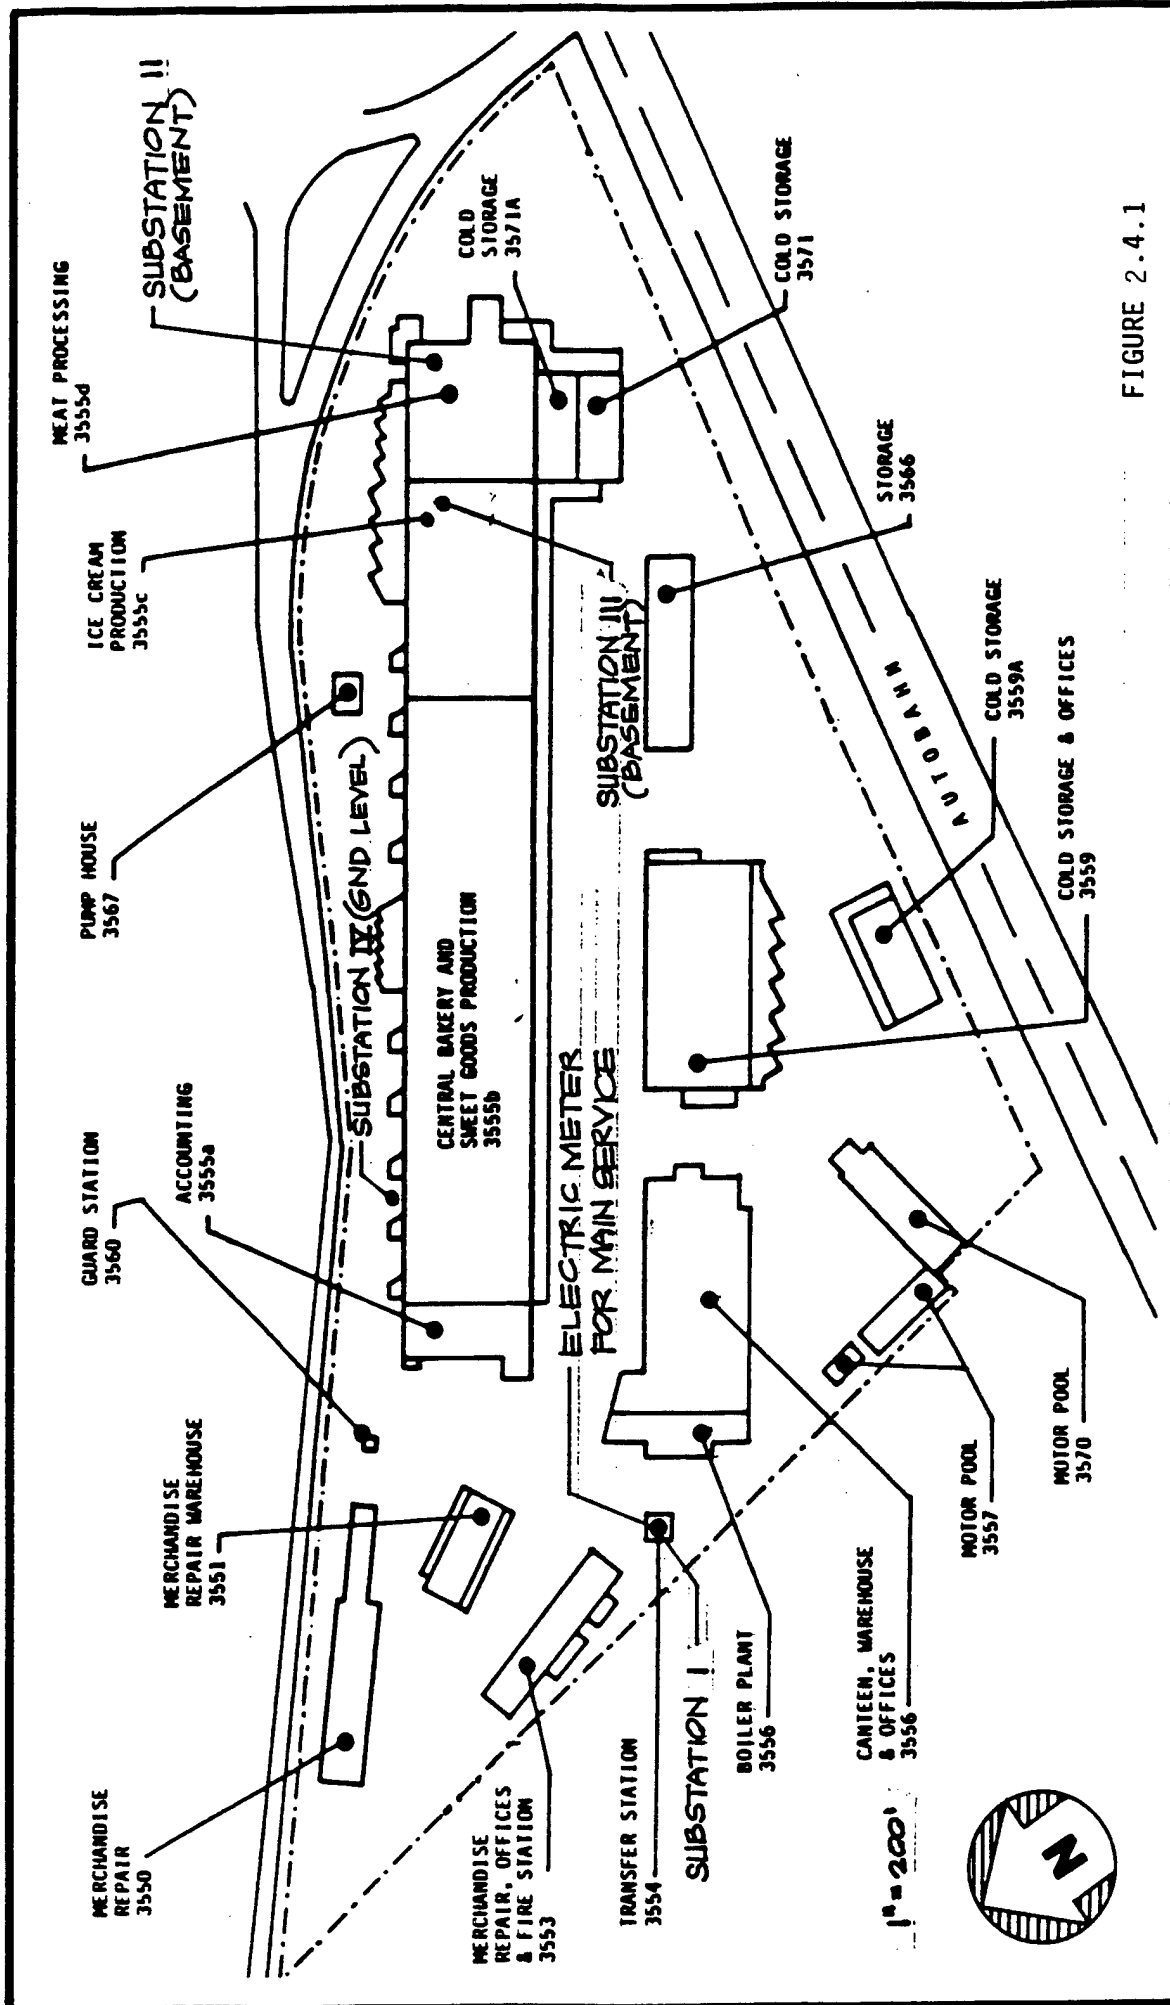 MERCHANDISE
REPAIR
3550
MERCHANDISE
REPAIR WAREHOUSE
3551
GUARD STATION
3560
ACCOUNTING
3555a
PUMP HOUSE
3567
ICE CREAM
PRODUCTION
3555c
MEAT PROCESSING
3555d
SUBSTATION II
(BASEMENT)
SUBSTATION IV (GND LEVEL)
CENTRAL BAKERY AND
SWEET GOODS PRODUCTION
3555b
COLD
STORAGE
3571A
COLD STORAGE
3571
MERCHANDISE
REPAIR, OFFICES
& FIRE STATION
3553
ELECTRIC METER
FOR MAIN SERVICE
SUBSTATION III
(BASEMENT)
STORAGE
3566
TRANSFER STATION
3554
SUBSTATION I
BOILER PLANT
3556
CANTEEN, WAREHOUSE
& OFFICES
3556
MOTOR POOL
3557
MOTOR POOL
3570
COLD STORAGE & OFFICES
3559
COLD STORAGE
3559A
AUTOBAHN
1"=200'
N
FIGURE 2.4.1